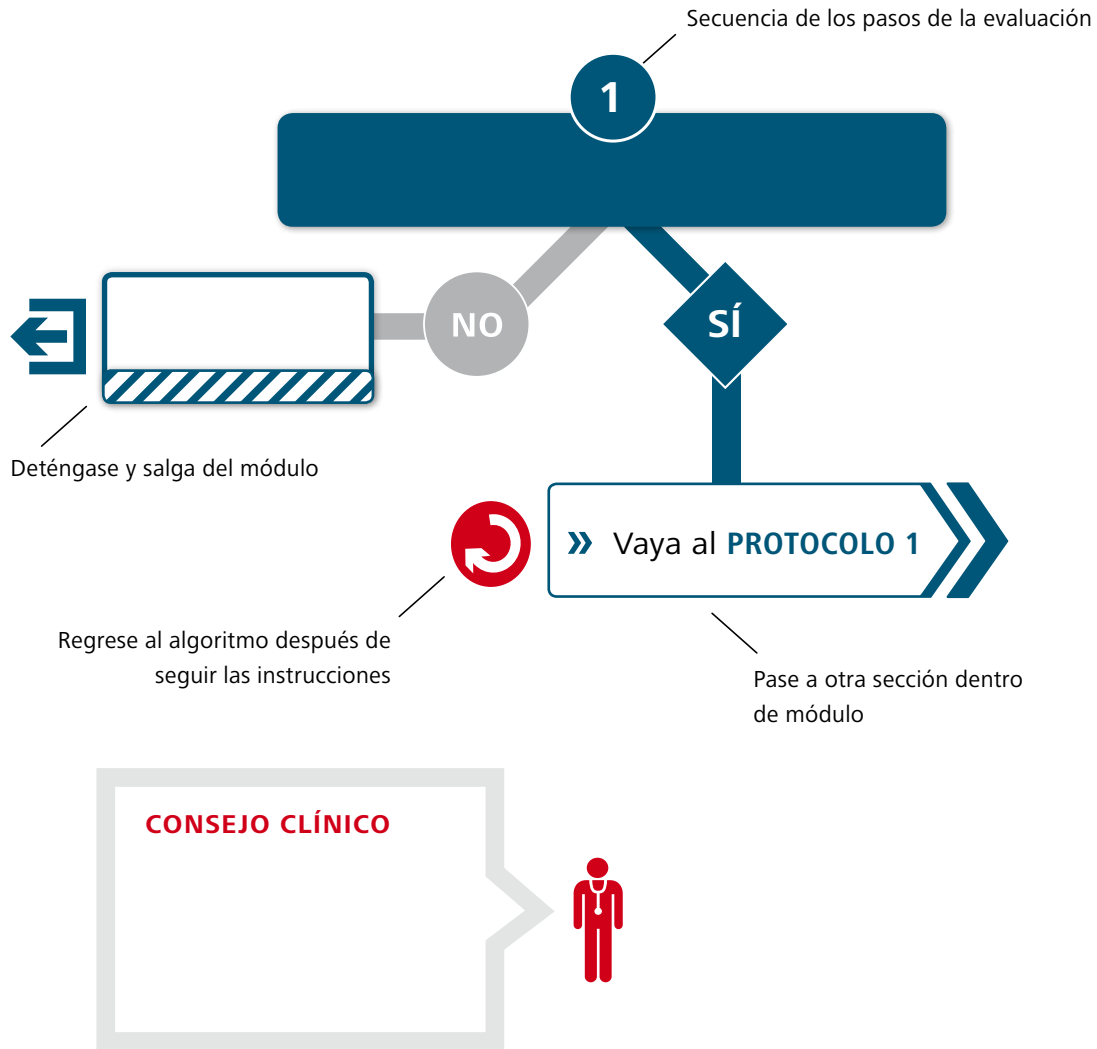 Secuencia de los pasos de la evaluación
1
NO
SÍ
Deténgase y salga del módulo
» Vaya al PROTOCOLO 1
Regrese al algoritmo después de
seguir las instrucciones
Pase a otra sección dentro
de módulo
CONSEJO CLÍNICO